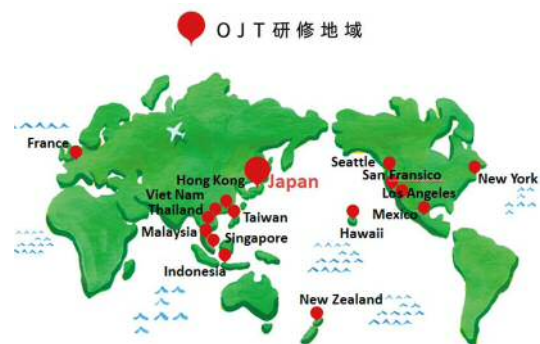 OJT研修地域
France
Hong Kong
Japan
Viet Nam
Thailand
Taiwan
Malaysia
Singapore
Indonesia
Seattle
San Fransico
Los Angeles
New York
Mexico
Hawaii
New Zealand